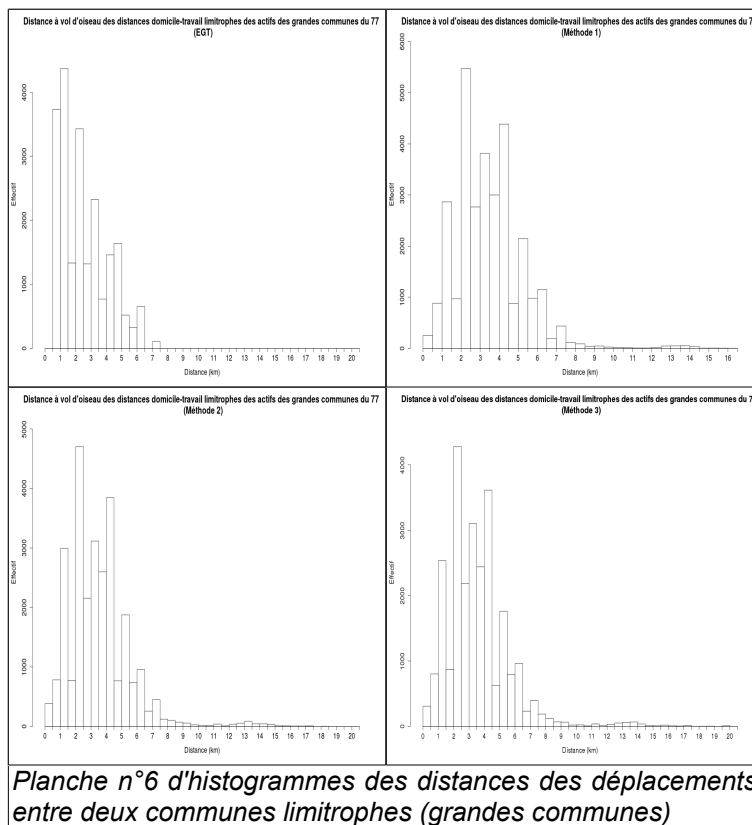 Distance à vol d'oiseau des distances domicile-travail limitrophes des actifs des grandes communes du 77
(EGT)
Effectif
0 1000 2000 3000 4000
0 1 2 3 4 5 6 7 8 9 10 11 12 13 14 15 16 17 18 19 20
Distance (km)
Distance à vol d'oiseau des distances domicile-travail limitrophes des actifs des grandes communes du 77
(Méthode 1)
Effectif
0 1000 2000 3000 4000 5000 6000
0 1 2 3 4 5 6 7 8 9 10 11 12 13 14 15 16
Distance (km)
Distance à vol d'oiseau des distances domicile-travail limitrophes des actifs des grandes communes du 77
(Méthode 2)
Effectif
0 1000 2000 3000 4000 5000
0 1 2 3 4 5 6 7 8 9 10 11 12 13 14 15 16 17 18 19 20
Distance (km)
Distance à vol d'oiseau des distances domicile-travail limitrophes des actifs des grandes communes du 77
(Méthode 3)
Effectif
0 1000 2000 3000 4000
0 1 2 3 4 5 6 7 8 9 10 11 12 13 14 15 16 17 18 19 20
Distance (km)
Planche n°6 d'histogrammes des distances des déplacements
entre deux communes limitrophes (grandes communes)